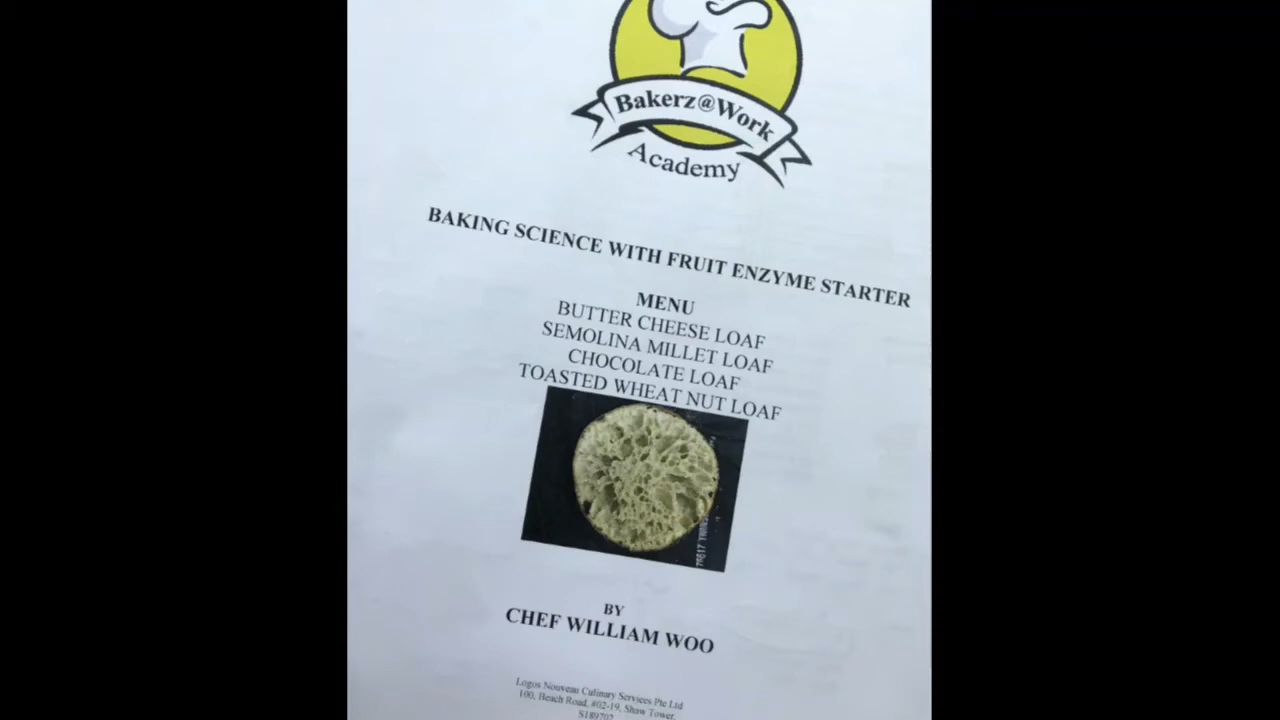 Bakerz@Work
Academy
BAKING SCIENCE WITH FRUIT ENZYME STARTER
MENU
BUTTER CHEESE LOAF
SEMOLINA MILLET LOAF
CHOCOLATE LOAF
TOASTED WHEAT NUT LOAF
BY
CHEF WILLIAM WOO
Logos Nouveau Culinary Services Pte Ltd
100, Beach Road, #02-19, Shaw Tower,
S189702